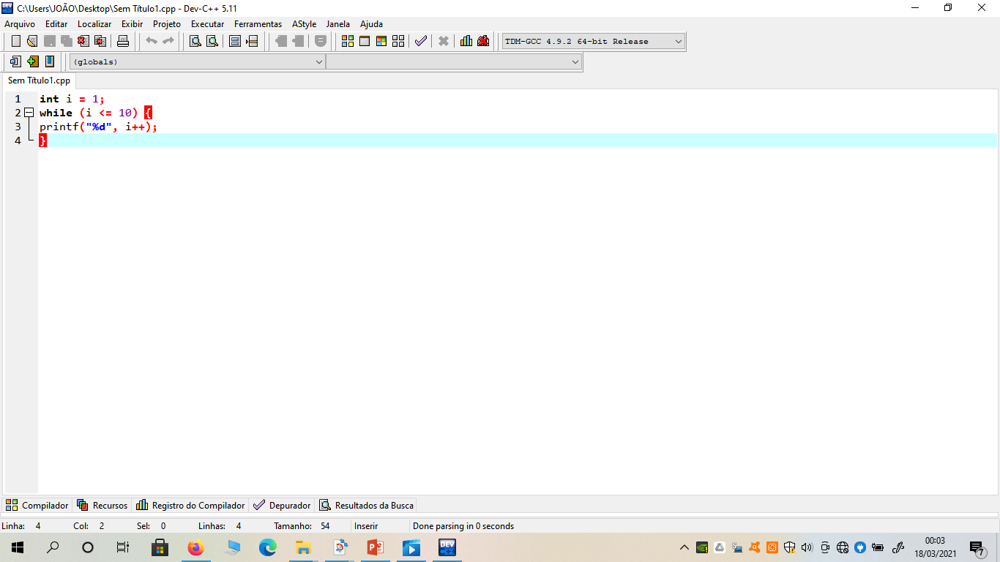 C:\Users\JOÃO\Desktop\Sem Título1.cpp - Dev-C++ 5.11
Arquivo Editar Localizar Exibir Projeto Executar Ferramentas AStyle Janela Ajuda
TDM-GCC 4.9.2 64-bit Release
(globals)
Sem Título1.cpp
1 int i = 1;
2 while (i <= 10) {
3 printf("%d", i++);
4 }
Compilador Recursos Registro do Compilador Depurador Resultados da Busca
Linha: 4 Col: 2 Sel: 0 Linhas: 4 Tamanho: 54 Inserir Done parsing in 0 seconds
DEV
00:03
18/03/2021
7